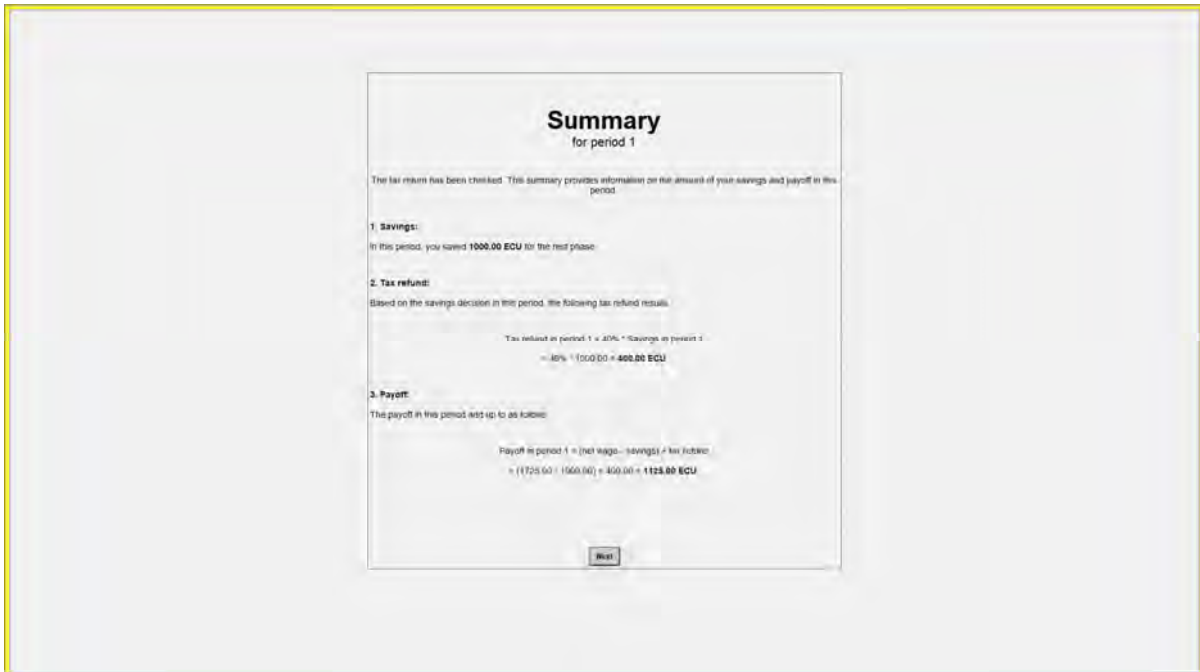 Summary
for period 1
The tax return has been checked. This summary provides information on the amount of your savings and payoff in this
period.
1. Savings:
In this period, you saved 1000.00 ECU for the rest phase.
2. Tax refund:
Based on the savings decision in this period, the following tax refund results.
Tax refund in period 1 = 40% * Savings in period 1
= 40% * 1000.00 = 400.00 ECU
3. Payoff:
The payoff in this period and up to as follows:
Payoff in period 1 = (net wage - savings) + tax refund
= (1725.00 - 1000.00) + 400.00 = 1125.00 ECU
Next